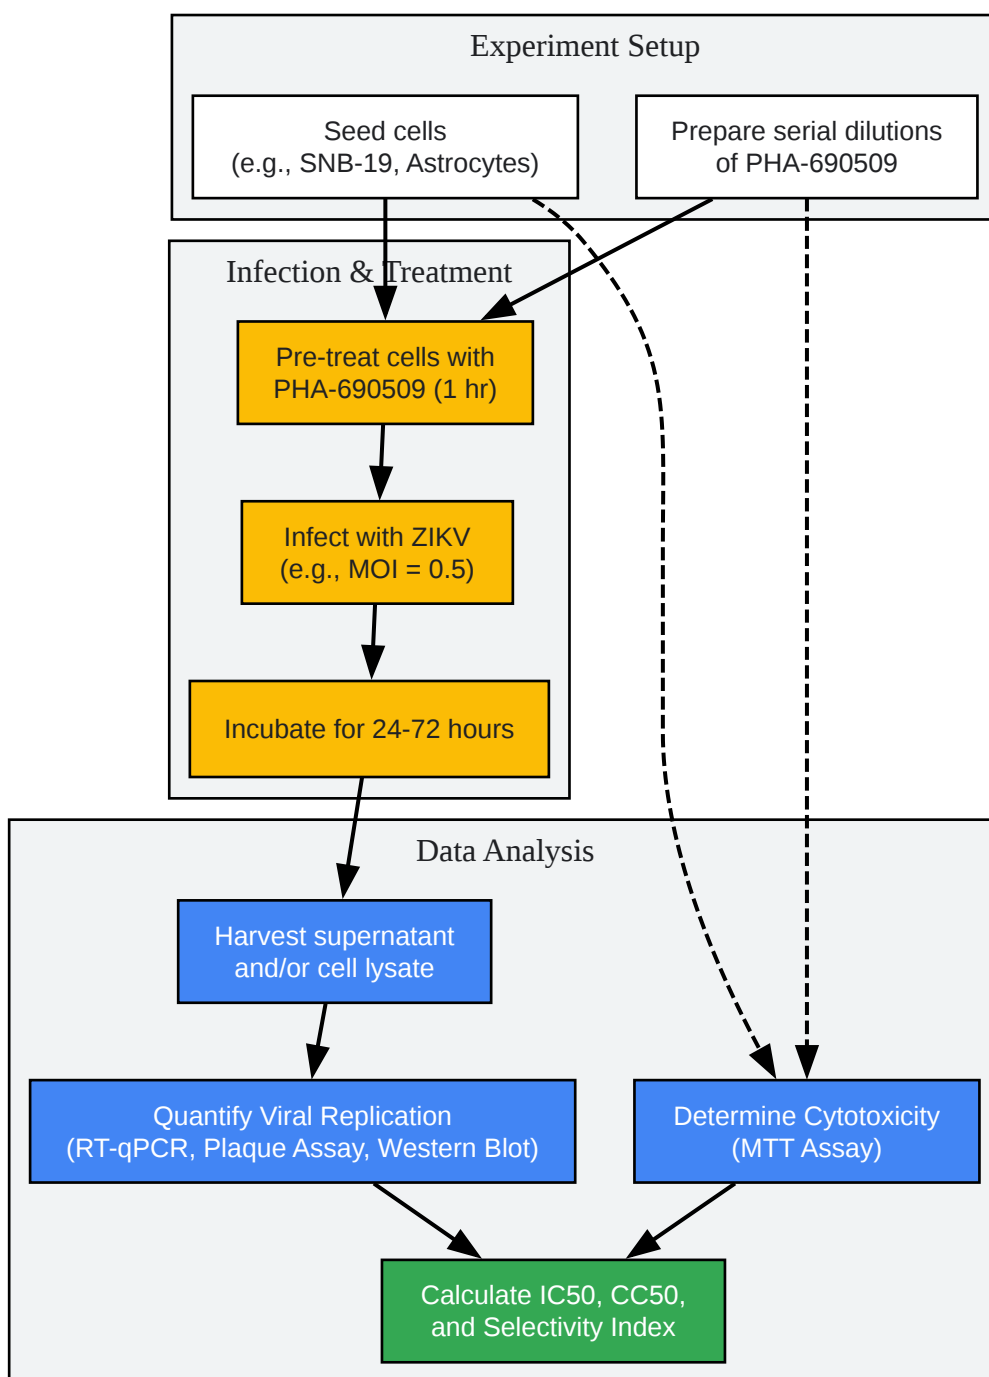 Experiment Setup
Seed cells
(e.g., SNB-19, Astrocytes)
Prepare serial dilutions
of PHA-690509
Infection & Treatment
Pre-treat cells with
PHA-690509 (1 hr)
Infect with ZIKV
(e.g., MOI = 0.5)
Incubate for 24-72 hours
Data Analysis
Harvest supernatant
and/or cell lysate
Quantify Viral Replication
(RT-qPCR, Plaque Assay, Western Blot)
Determine Cytotoxicity
(MTT Assay)
Calculate IC50, CC50,
and Selectivity Index